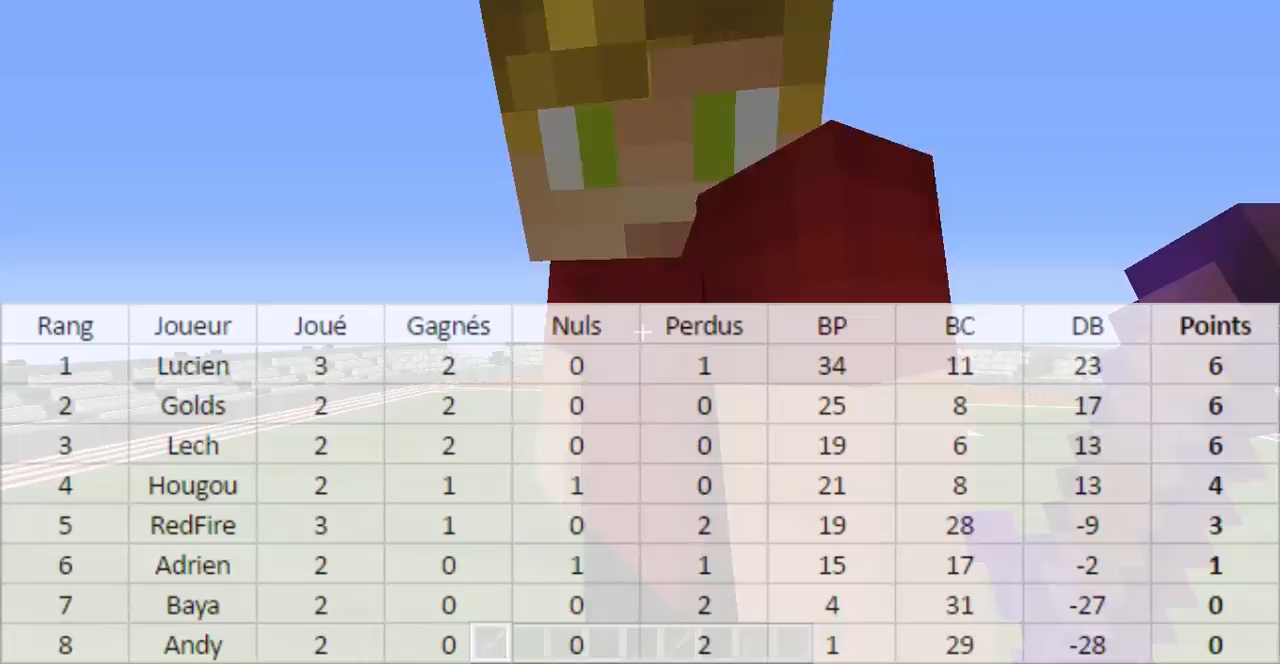 Rang Joueur Joué Gagnés Nuls Perdus BP BC DB Points
1 Lucien 3 2 0 1 34 11 23 6
2 Golds 2 2 0 0 25 8 17 6
3 Lech 2 2 0 0 19 6 13 6
4 Hougou 2 1 1 0 21 8 13 4
5 RedFire 3 1 0 2 19 28 -9 3
6 Adrien 2 0 1 1 15 17 -2 1
7 Baya 2 0 0 2 4 31 -27 0
8 Andy 2 0 0 2 1 29 -28 0